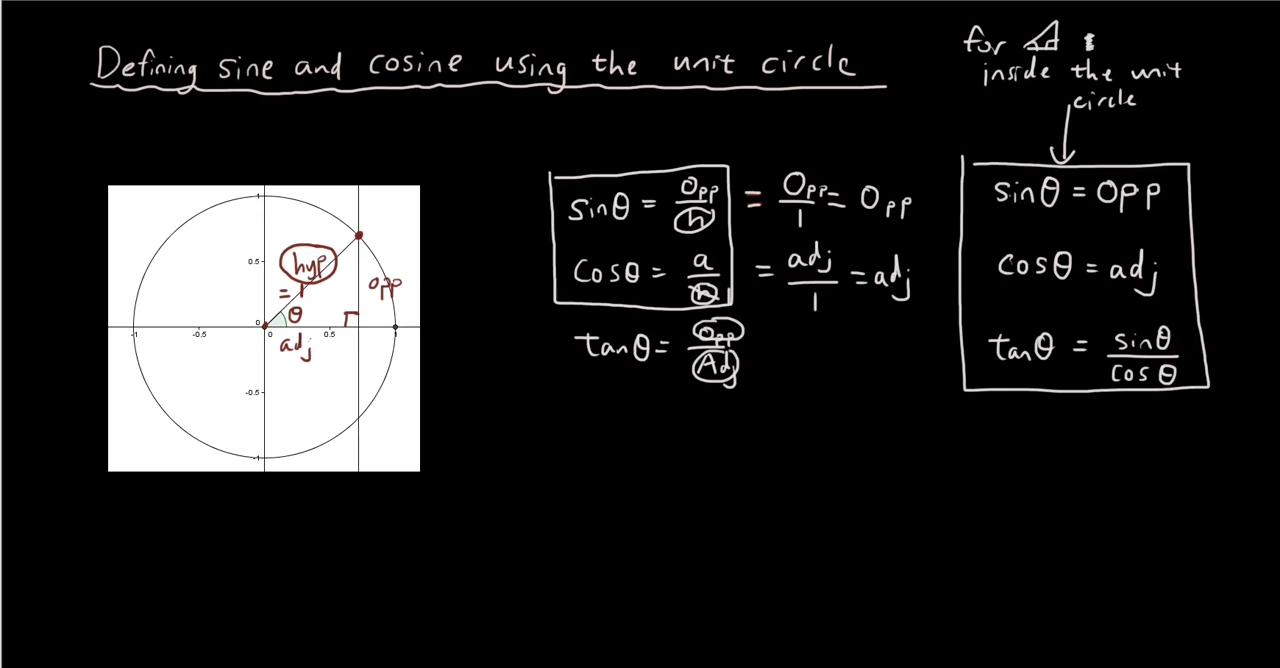 Defining sine and cosine using the unit circle
for
inside the unit
circle
1
0.5
0
-1
-0.5
0
0.5
1
-0.5
-1
hyp
= 1
opp
θ
adj
sinθ = Opp/h = Opp/1 = Opp
cosθ = a/h = adj/1 = adj
tanθ = Opp/Adj
sinθ = opp
cosθ = adj
tanθ = sinθ/cosθ